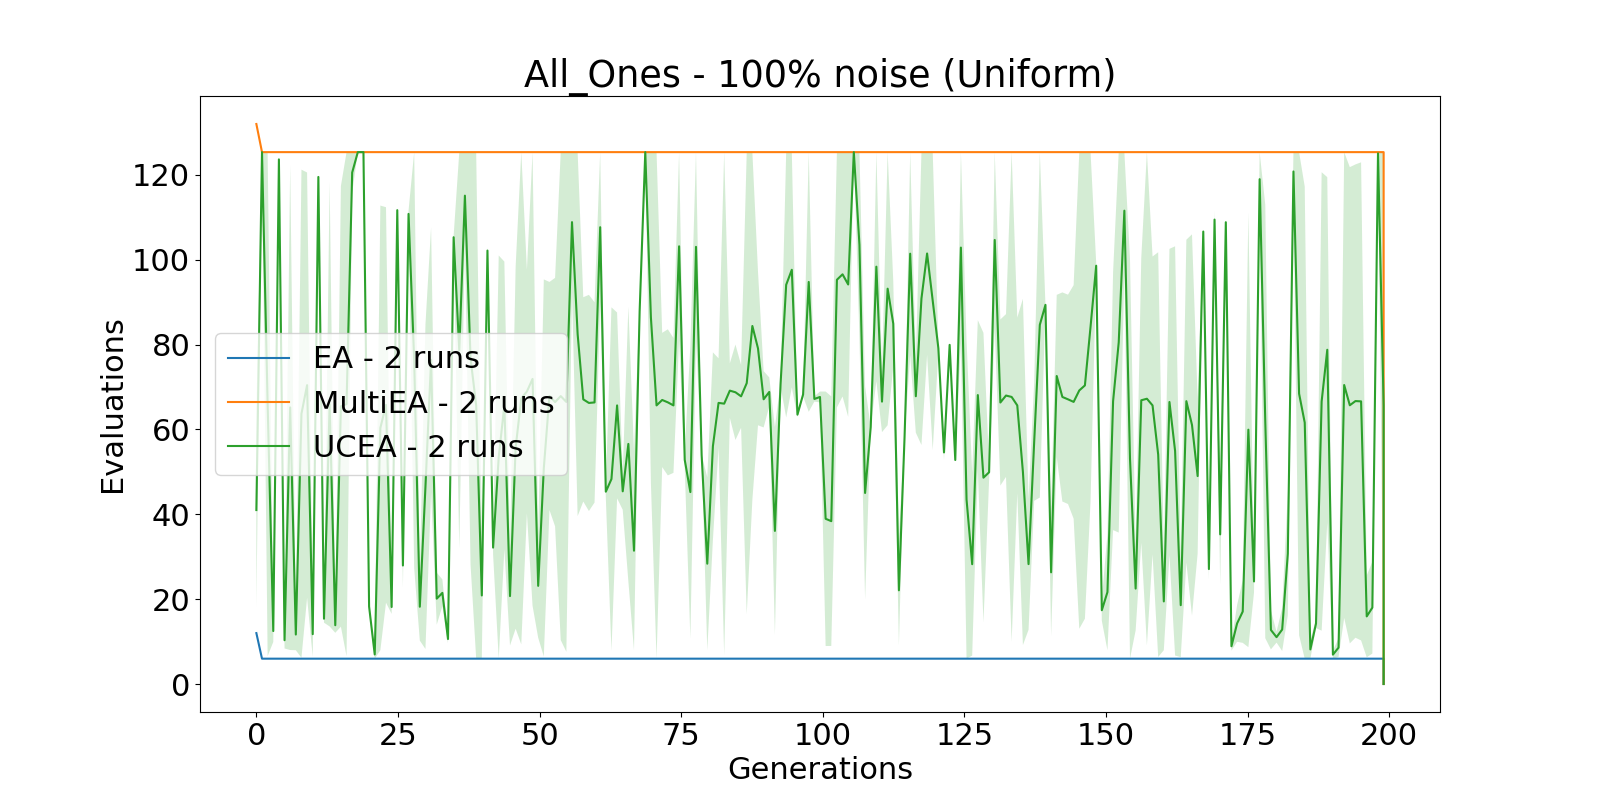 All_Ones - 100% noise (Uniform)
120
100
80
60
40
20
0
Evaluations
EA - 2 runs
MultiEA - 2 runs
UCEA - 2 runs
0 25 50 75 100 125 150 175 200
Generations